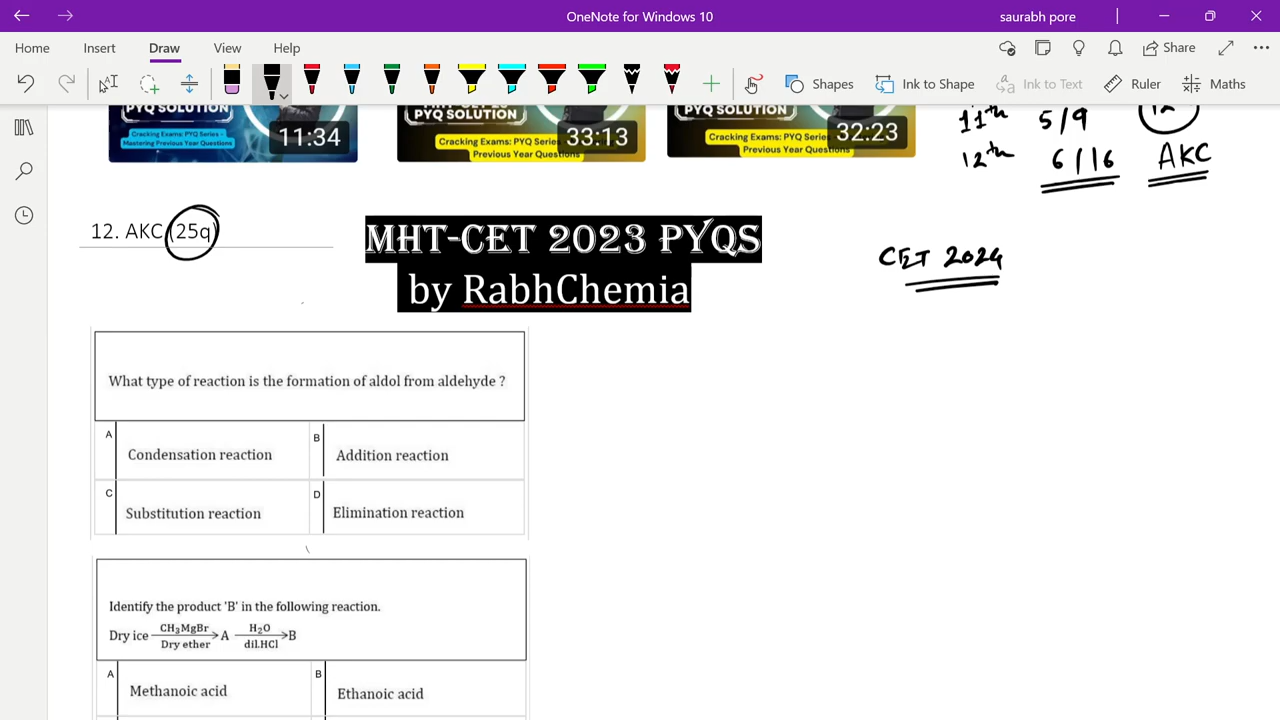 OneNote for Windows 10
saurabh pore
Home Insert Draw View Help
Share
Shapes Ink to Shape Ink to Text Ruler Maths
PYQ SOLUTION
Cracking Exams: PYQ Series -
Mastering Previous Year Questions
11:34
PYQ SOLUTION
Cracking Exams: PYQ Series
Previous Year Questions
33:13
PYQ SOLUTION
Cracking Exams: PYQ Series
Previous Year Questions
32:23
11th 5/9 12
12th 6/16 AKC
12. AKC (25q)
MHT-CET 2023 PYQS
by RabhChemia
CET 2024
What type of reaction is the formation of aldol from aldehyde ?
A Condensation reaction B Addition reaction
C Substitution reaction D Elimination reaction
Identify the product 'B' in the following reaction.
CH₃MgBr H₂O
Dry ice → A → B
Dry ether dil.HCl
A Methanoic acid B Ethanoic acid